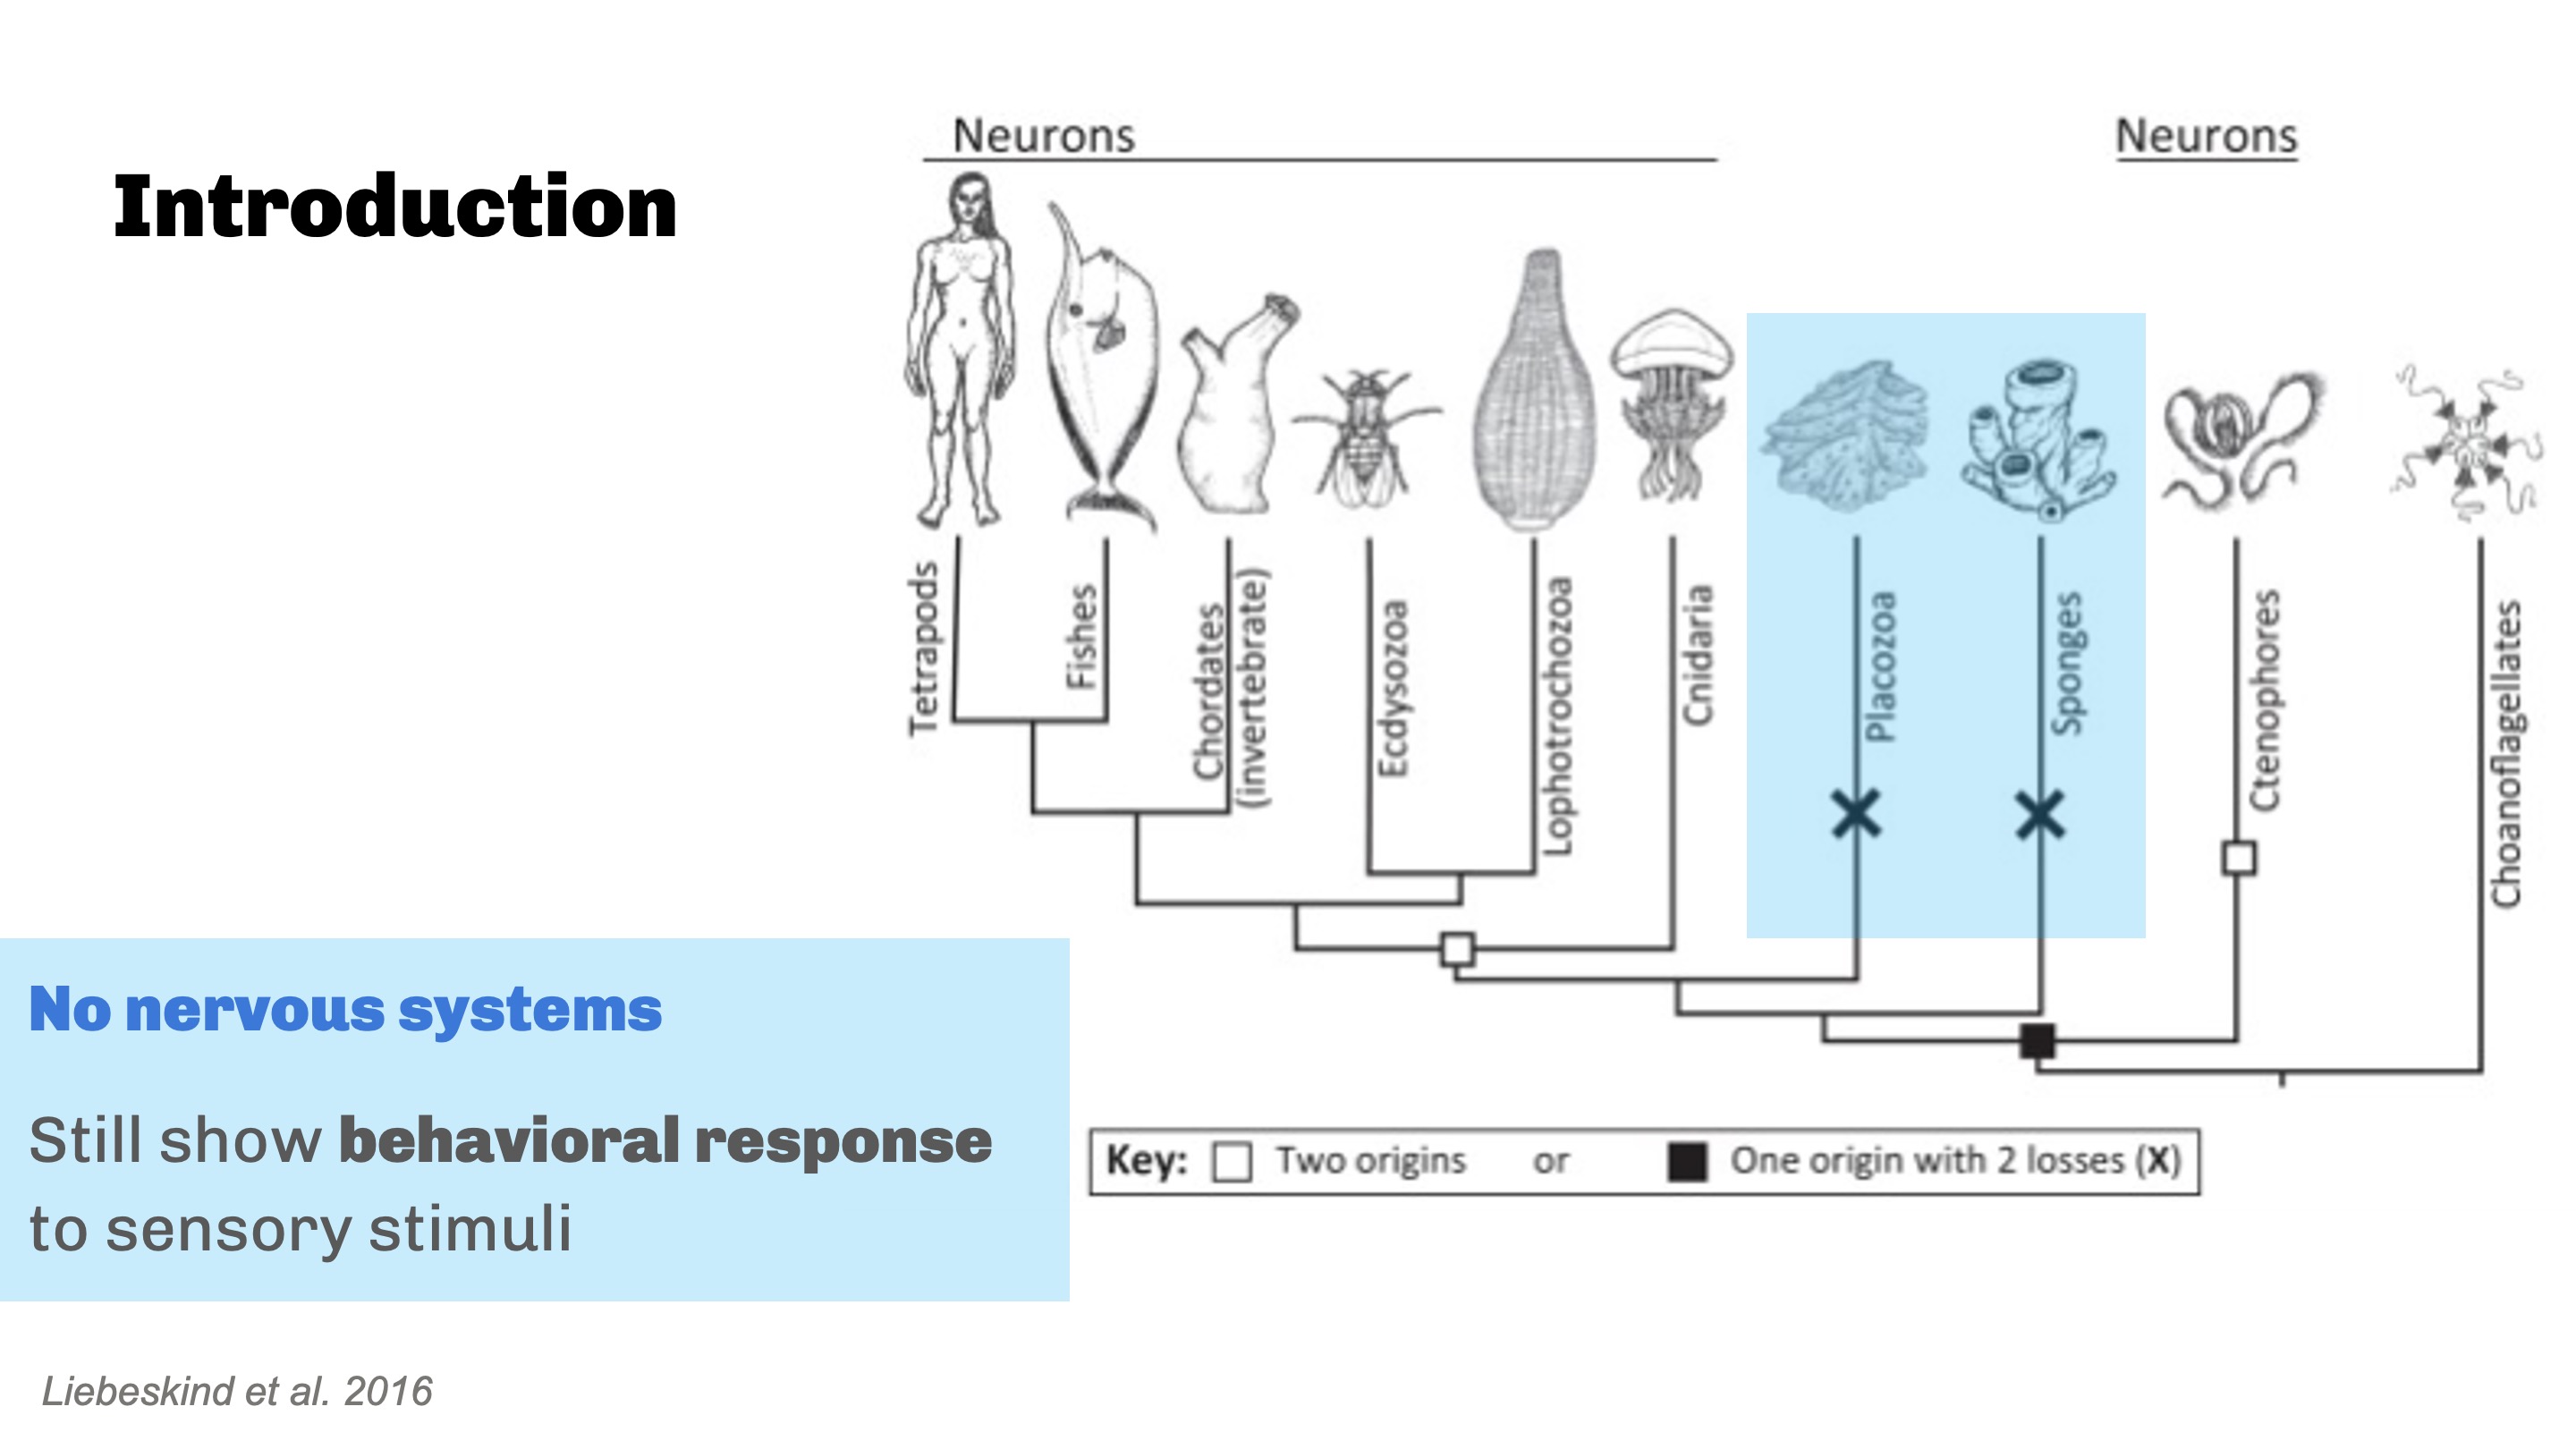 Introduction
Neurons
Neurons
Tetrapods
Fishes
Chordates
(invertebrate)
Ecdysozoa
Lophotrochozoa
Cnidaria
Placozoa
Sponges
Ctenophores
Choanoflagellates
No nervous systems
Still show behavioral response
to sensory stimuli
Key: Two origins or One origin with 2 losses (X)
Liebeskind et al. 2016